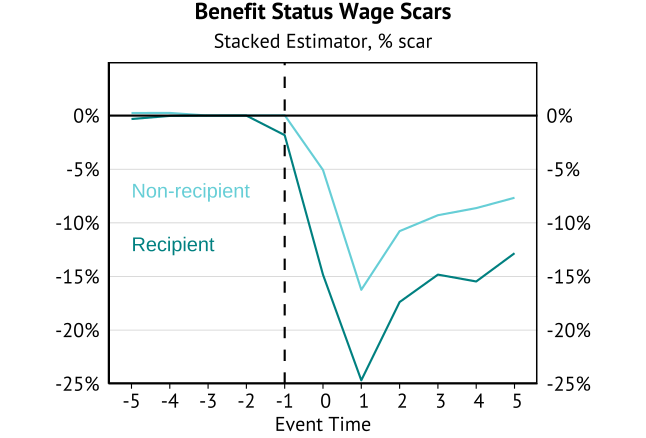 Benefit Status Wage Scars
Stacked Estimator, % scar
0% 0%
-5% -5%
Non-recipient
-10% -10%
Recipient
-15% -15%
-20% -20%
-25% -25%
-5 -4 -3 -2 -1 0 1 2 3 4 5
Event Time